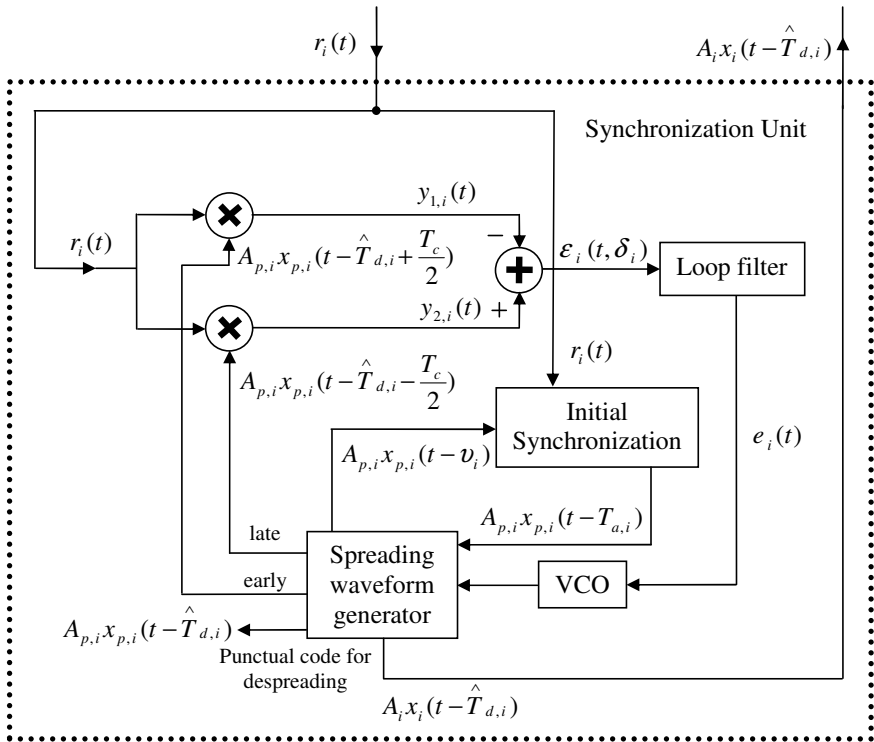 r_i(t)
A_i x_i(t−T̂_{d,i})
Synchronization Unit
y_{1,i}(t)
−
r_i(t)
A_{p,i} x_{p,i}(t−T̂_{d,i}+T_c/2)
ε_i(t,δ_i)
Loop filter
y_{2,i}(t)
+
r_i(t)
A_{p,i} x_{p,i}(t−T̂_{d,i}−T_c/2)
Initial
Synchronization
e_i(t)
A_{p,i} x_{p,i}(t−υ_i)
A_{p,i} x_{p,i}(t−T_{a,i})
late
Spreading
waveform
generator
early
VCO
A_{p,i} x_{p,i}(t−T̂_{d,i})
Punctual code for
despreading
A_i x_i(t−T̂_{d,i})